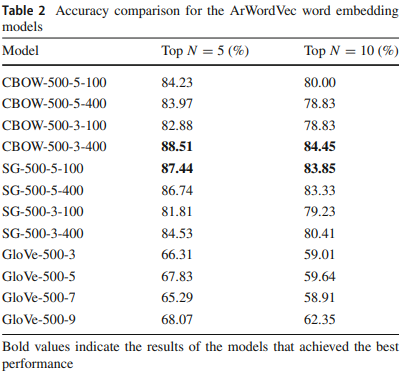 Table 2 Accuracy comparison for the ArWordVec word embedding
models
Model Top N = 5 (%) Top N = 10 (%)
CBOW-500-5-100 84.23 80.00
CBOW-500-5-400 83.97 78.83
CBOW-500-3-100 82.88 78.83
CBOW-500-3-400 88.51 84.45
SG-500-5-100 87.44 83.85
SG-500-5-400 86.74 83.33
SG-500-3-100 81.81 79.23
SG-500-3-400 84.53 80.41
GloVe-500-3 66.31 59.01
GloVe-500-5 67.83 59.64
GloVe-500-7 65.29 58.91
GloVe-500-9 68.07 62.35
Bold values indicate the results of the models that achieved the best
performance